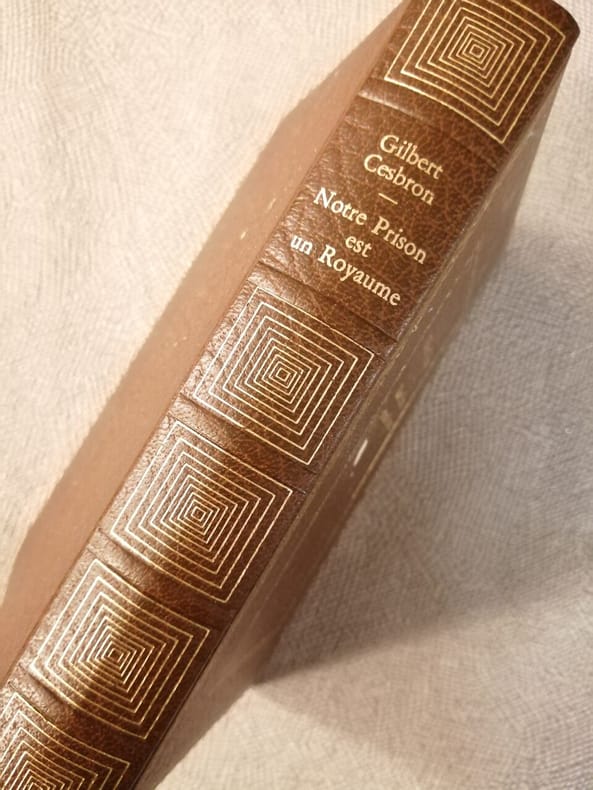 Gilbert
Cesbron
—
Notre Prison
est
un Royaume